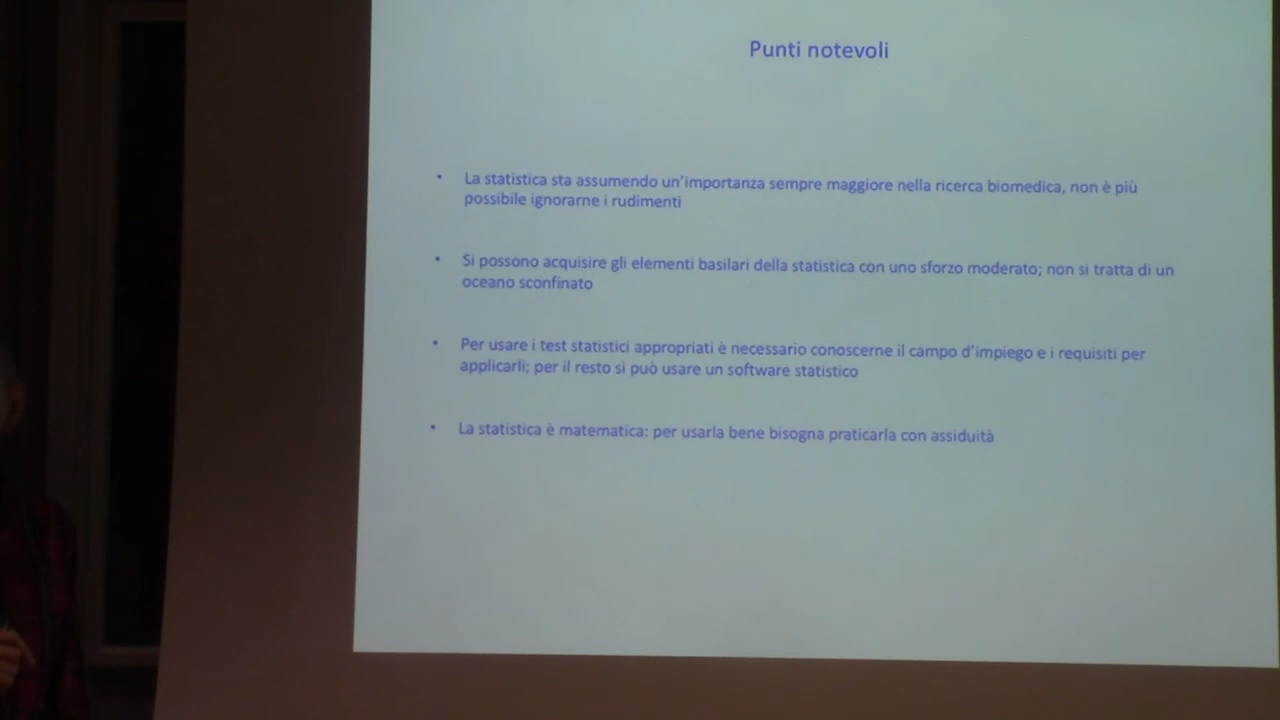 Punti notevoli
• La statistica sta assumendo un'importanza sempre maggiore nella ricerca biomedica, non è più
possibile ignorarne i rudimenti
• Si possono acquisire gli elementi basilari della statistica con uno sforzo moderato; non si tratta di un
oceano sconfinato
• Per usare i test statistici appropriati è necessario conoscerne il campo d'impiego e i requisiti per
applicarli; per il resto si può usare un software statistico
• La statistica è matematica: per usarla bene bisogna praticarla con assiduità